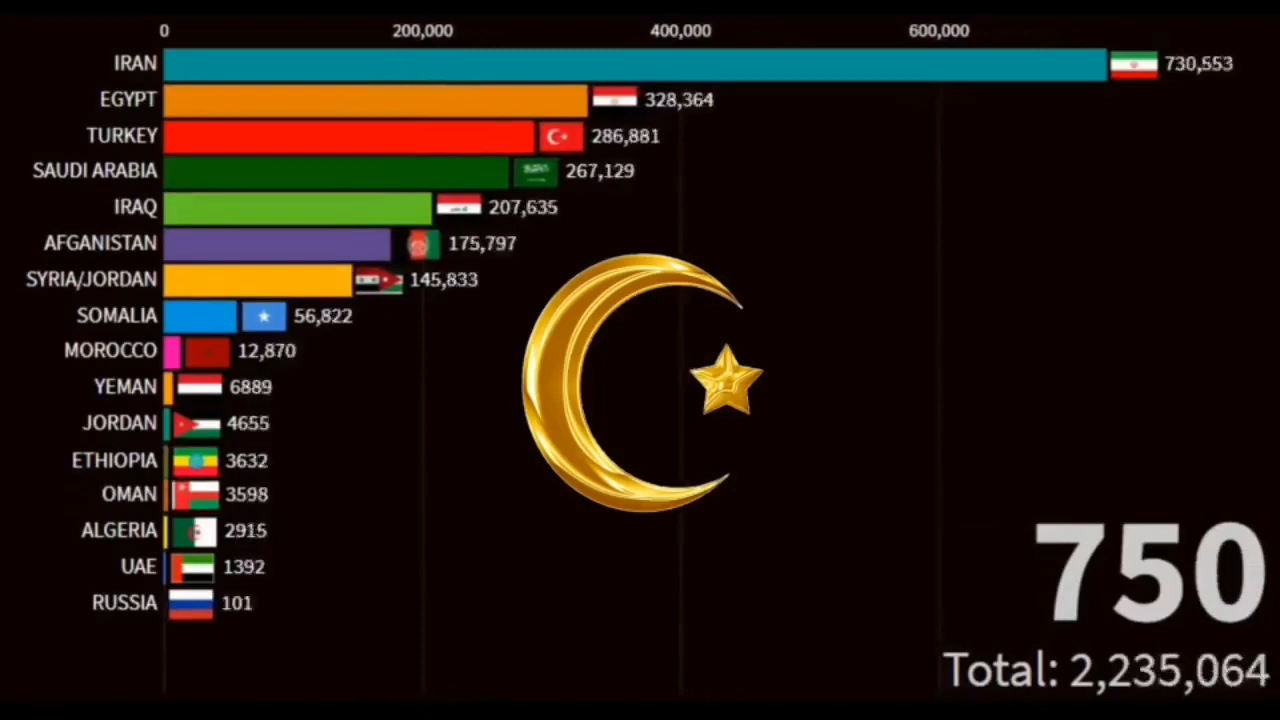 0 200,000 400,000 600,000
IRAN 730,553
EGYPT 328,364
TURKEY 286,881
SAUDI ARABIA 267,129
IRAQ 207,635
AFGANISTAN 175,797
SYRIA/JORDAN 145,833
SOMALIA 56,822
MOROCCO 12,870
YEMAN 6889
JORDAN 4655
ETHIOPIA 3632
OMAN 3598
ALGERIA 2915
UAE 1392
RUSSIA 101
750
Total: 2,235,064